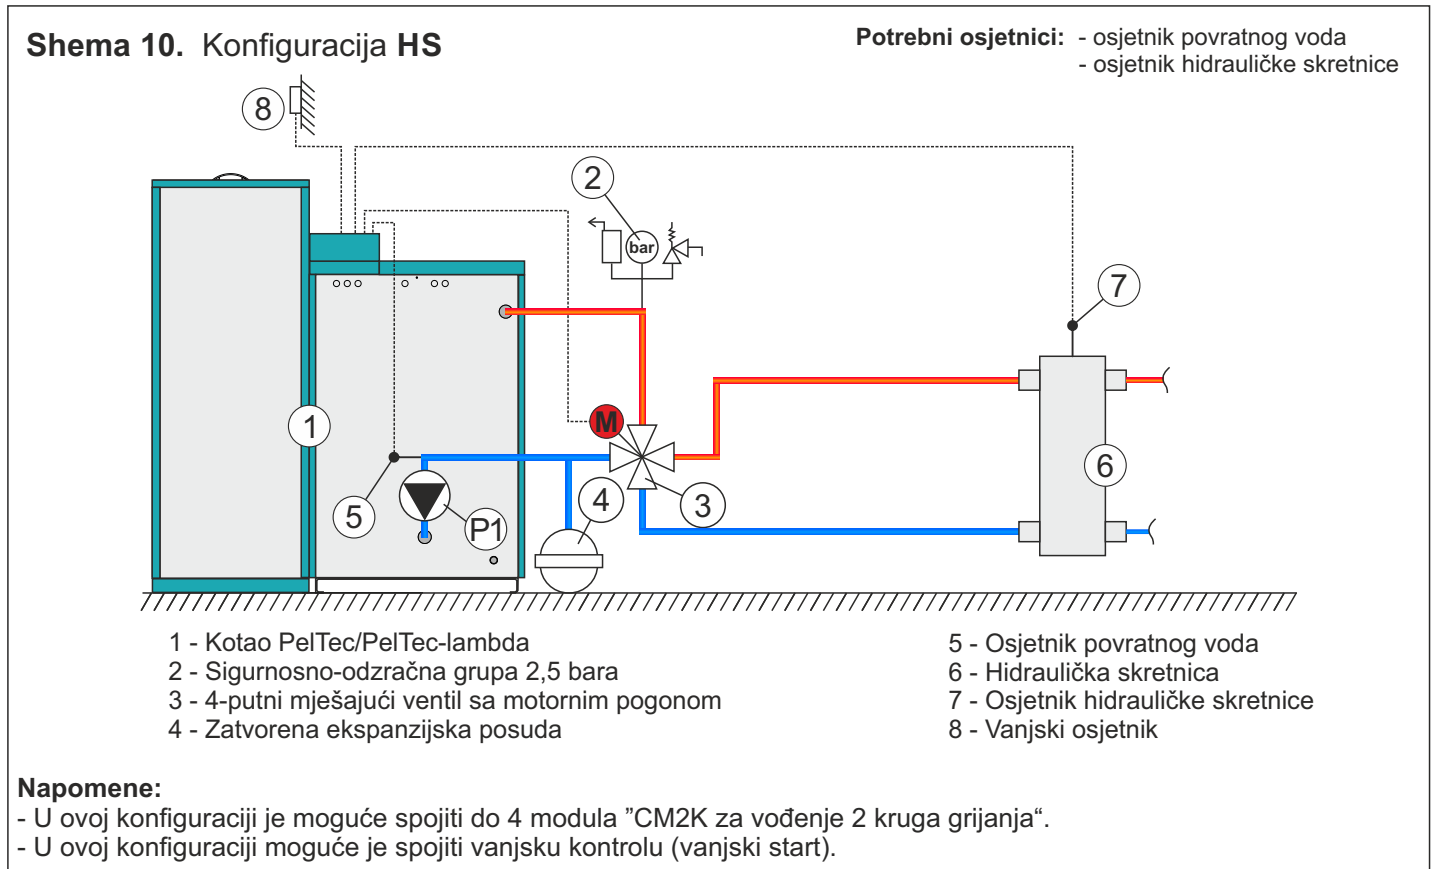 Shema 10. Konfiguracija HS
Potrebni osjetnici: - osjetnik povratnog voda
- osjetnik hidrauličke skretnice
8
2
bar
7
M
1
6
5
P1
4
3
1 - Kotao PelTec/PelTec-lambda
2 - Sigurnosno-odzračna grupa 2,5 bara
3 - 4-putni mješajući ventil sa motornim pogonom
4 - Zatvorena ekspanzijska posuda
5 - Osjetnik povratnog voda
6 - Hidraulička skretnica
7 - Osjetnik hidrauličke skretnice
8 - Vanjski osjetnik
Napomene:
- U ovoj konfiguraciji je moguće spojiti do 4 modula ”CM2K za vođenje 2 kruga grijanja“.
- U ovoj konfiguraciji moguće je spojiti vanjsku kontrolu (vanjski start).